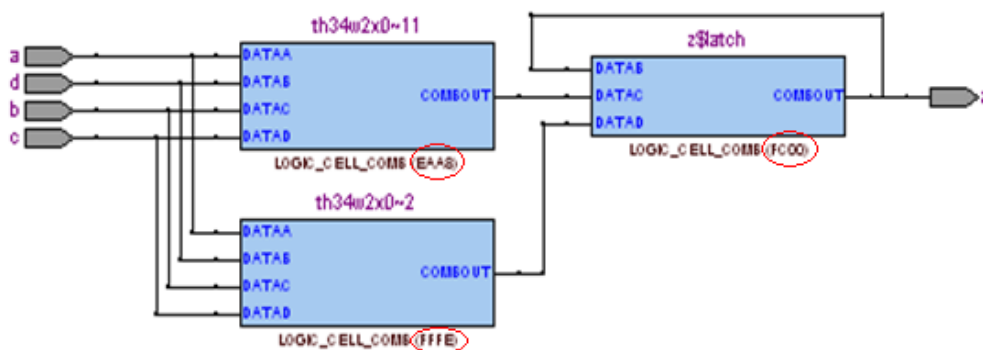 th34w2x0~11
z$latch
a
DATAA
d
DATAB
DATAB
b
DATAC
COMBOUT
DATAC
COMBOUT
z
c
DATAD
DATAD
LOGIC_CELL_COMB (EAA8)
LOGIC_CELL_COMB (FC00)
th34w2x0~2
DATAA
DATAB
DATAC
COMBOUT
DATAD
LOGIC_CELL_COMB (FFFE)